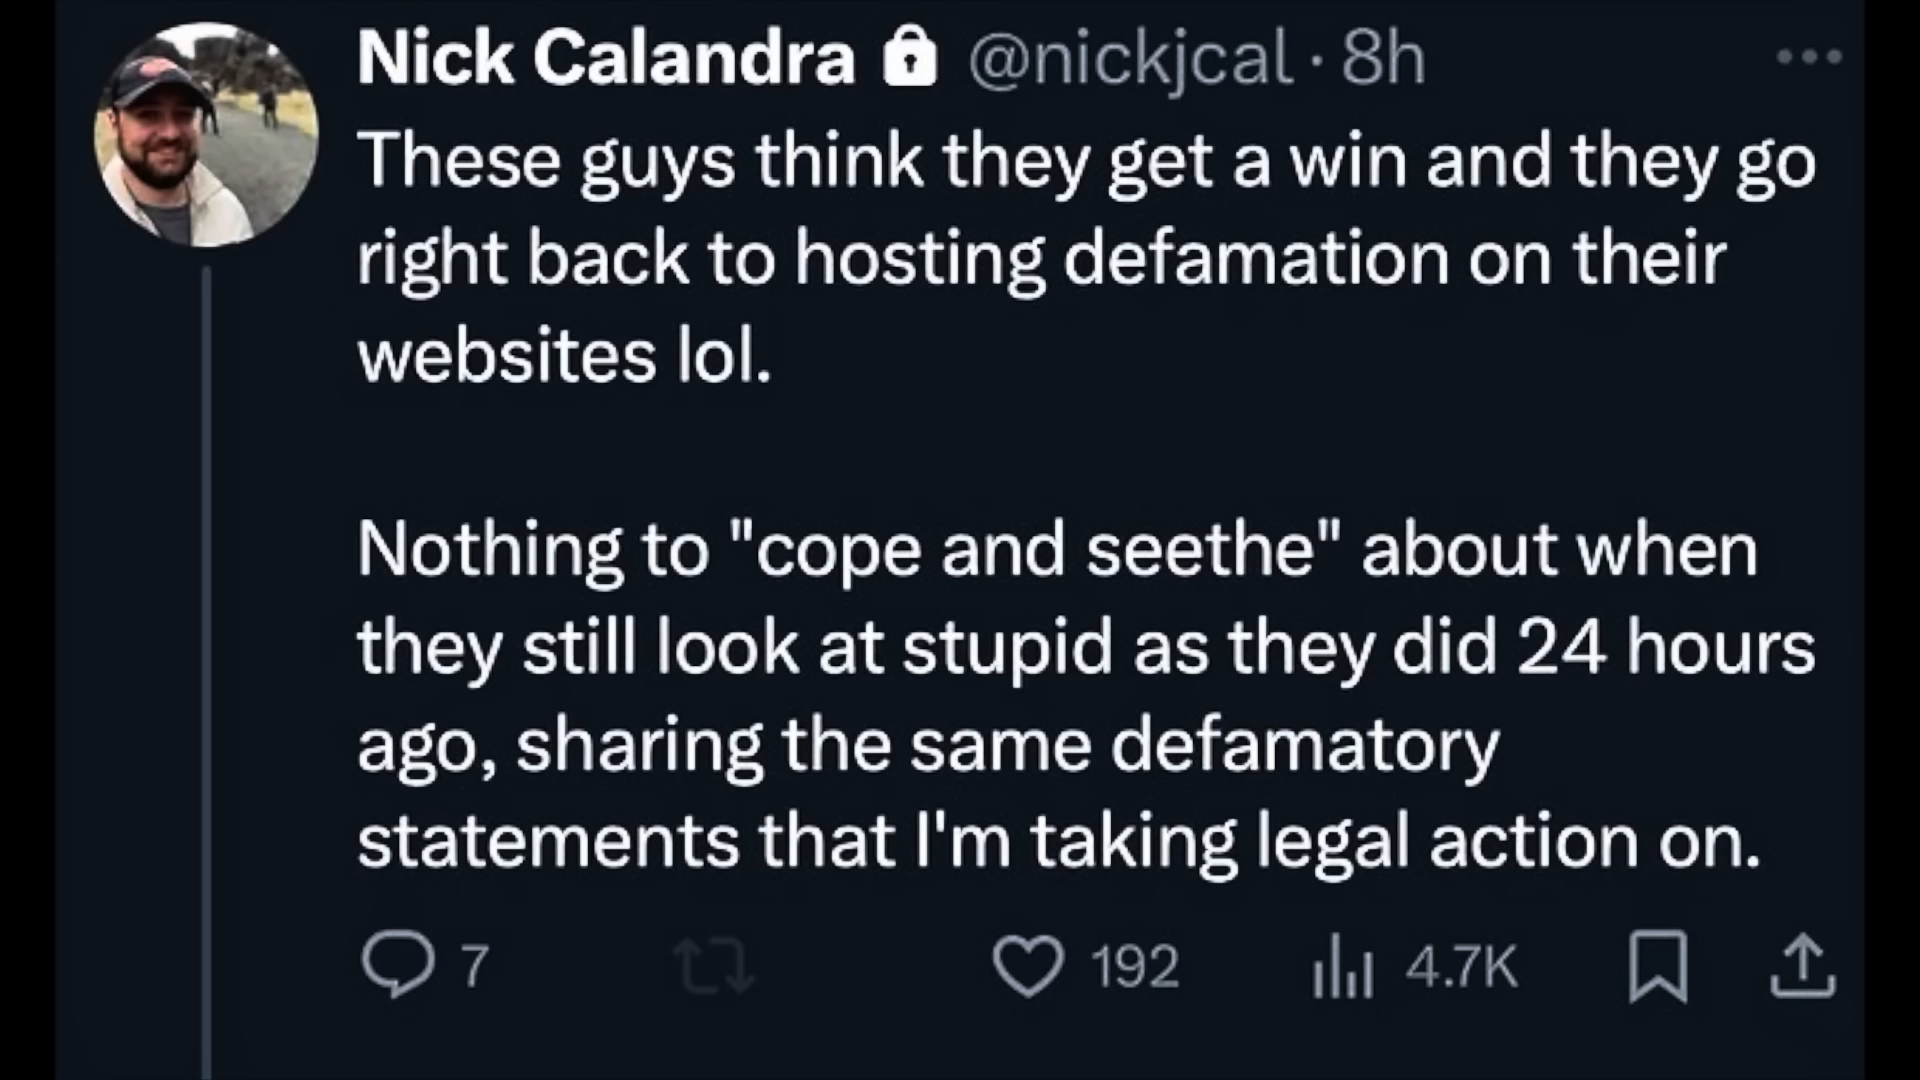 Nick Calandra @nickjcal · 8h
These guys think they get a win and they go
right back to hosting defamation on their
websites lol.
Nothing to "cope and seethe" about when
they still look at stupid as they did 24 hours
ago, sharing the same defamatory
statements that I'm taking legal action on.
7 192 4.7K